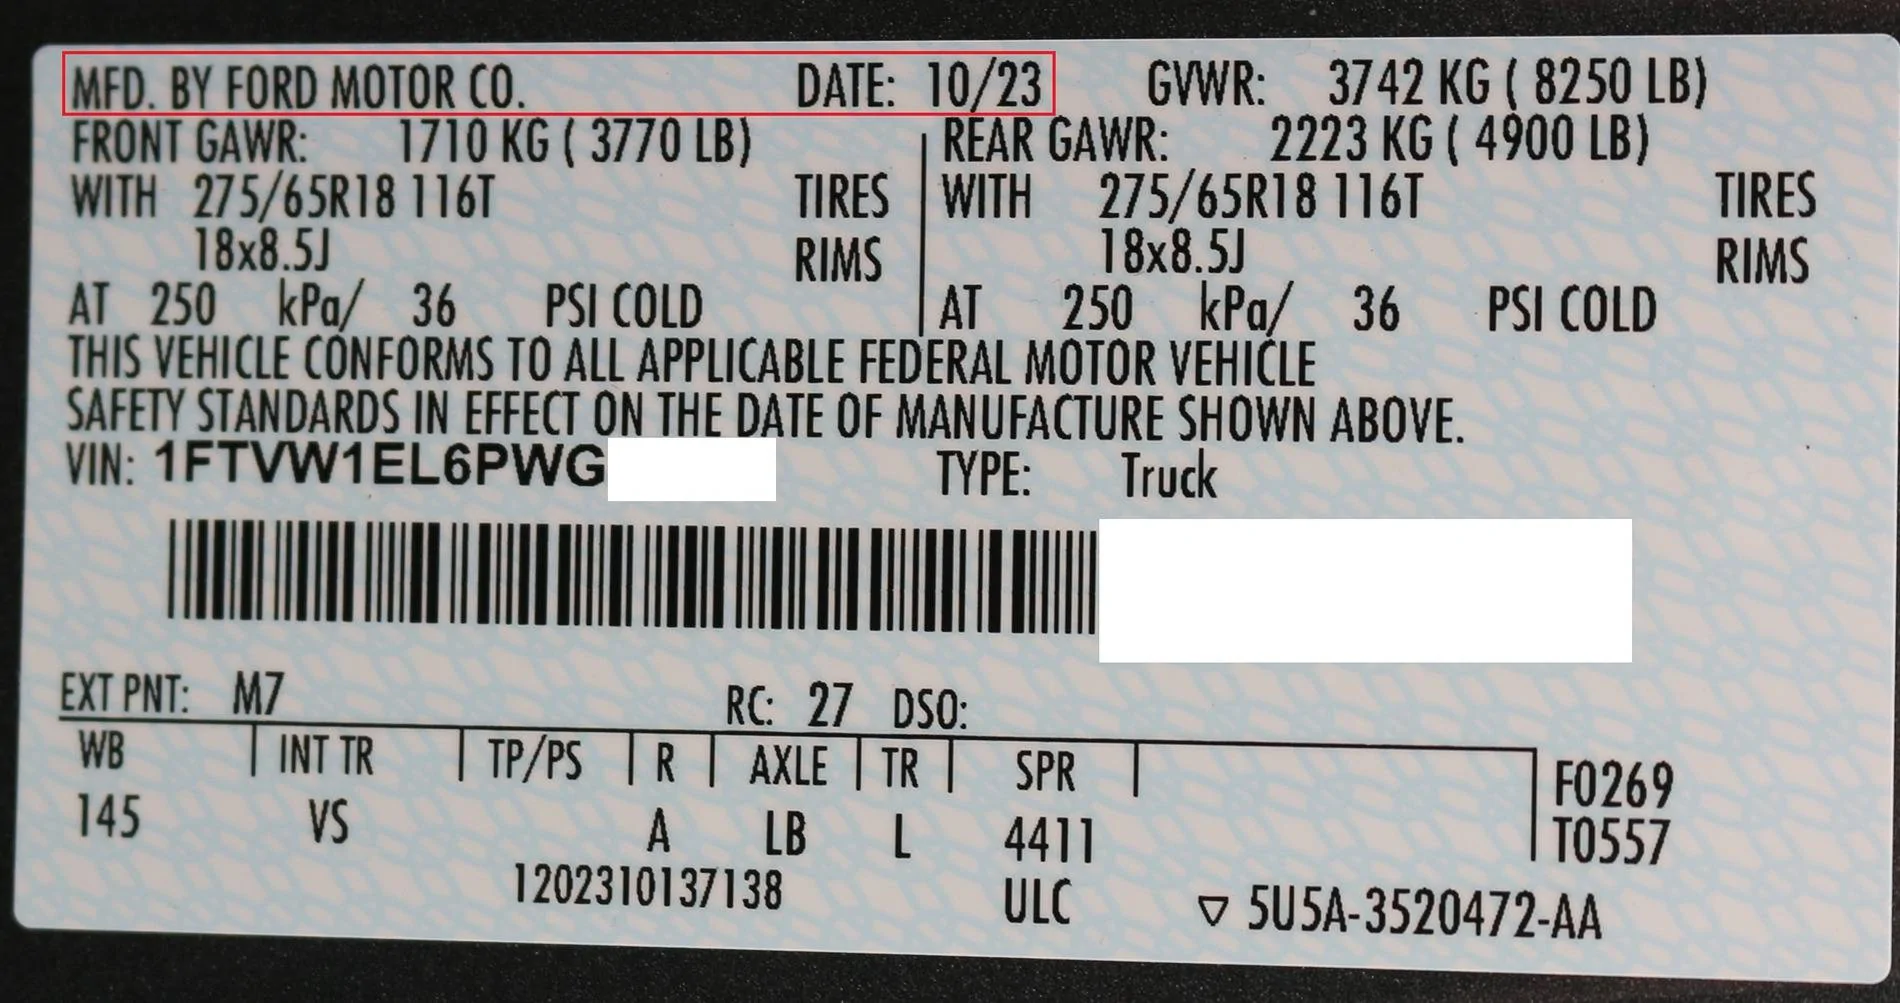 MFD. BY FORD MOTOR CO. DATE: 10/23 GVWR: 3742 KG ( 8250 LB)
FRONT GAWR: 1710 KG ( 3770 LB) REAR GAWR: 2223 KG ( 4900 LB)
WITH 275/65R18 116T TIRES WITH 275/65R18 116T TIRES
18x8.5J RIMS 18x8.5J RIMS
AT 250 kPa/ 36 PSI COLD AT 250 kPa/ 36 PSI COLD
THIS VEHICLE CONFORMS TO ALL APPLICABLE FEDERAL MOTOR VEHICLE
SAFETY STANDARDS IN EFFECT ON THE DATE OF MANUFACTURE SHOWN ABOVE.
VIN: 1FTVW1EL6PWG TYPE: Truck
EXT PNT: M7 RC: 27 DSO:
WB INT TR TP/PS R AXLE TR SPR F0269
145 VS A LB L 4411 T0557
1202310137138 ULC ▽ 5U5A-3520472-AA